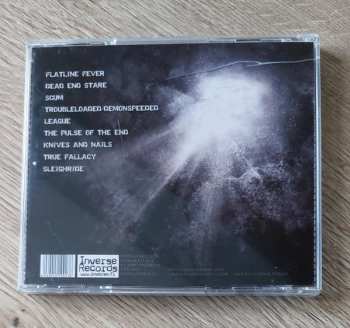 FLATLINE FEVER
DEAD END STARE
SCUM
TROUBLELOADED/DEMONSPEEDED
LEAGUE
THE PULSE OF THE END
KNIVES AND NAILS
TRUE FALLACY
SLEIGHRIDE
Inverse
Records